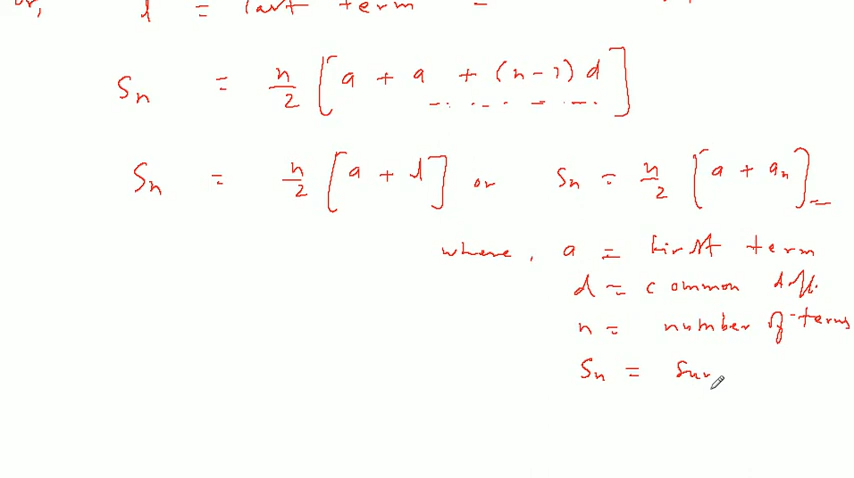 or, l = last term =
Sn = n/2 [a + a + (n-1) d]
Sn = n/2 [a + l] or Sn = n/2 [a + an]
where, a = first term
d = common diff.
n = number of terms
Sn = Sum